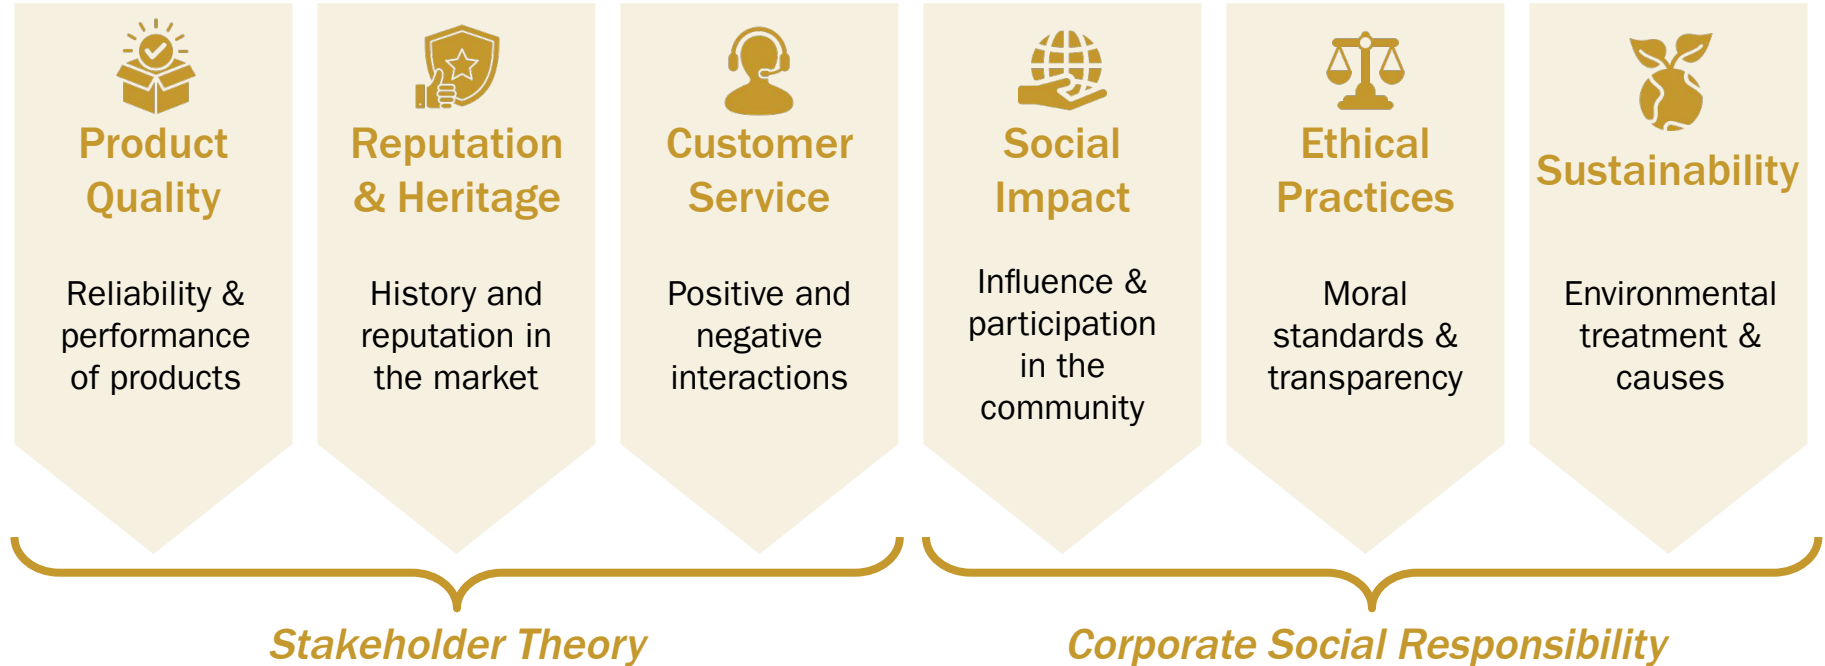 Product
Quality
Reliability &
performance
of products
Reputation
& Heritage
History and
reputation in
the market
Customer
Service
Positive and
negative
interactions
Social
Impact
Influence &
participation
in the
community
Ethical
Practices
Moral
standards &
transparency
Sustainability
Environmental
treatment &
causes
Stakeholder Theory
Corporate Social Responsibility